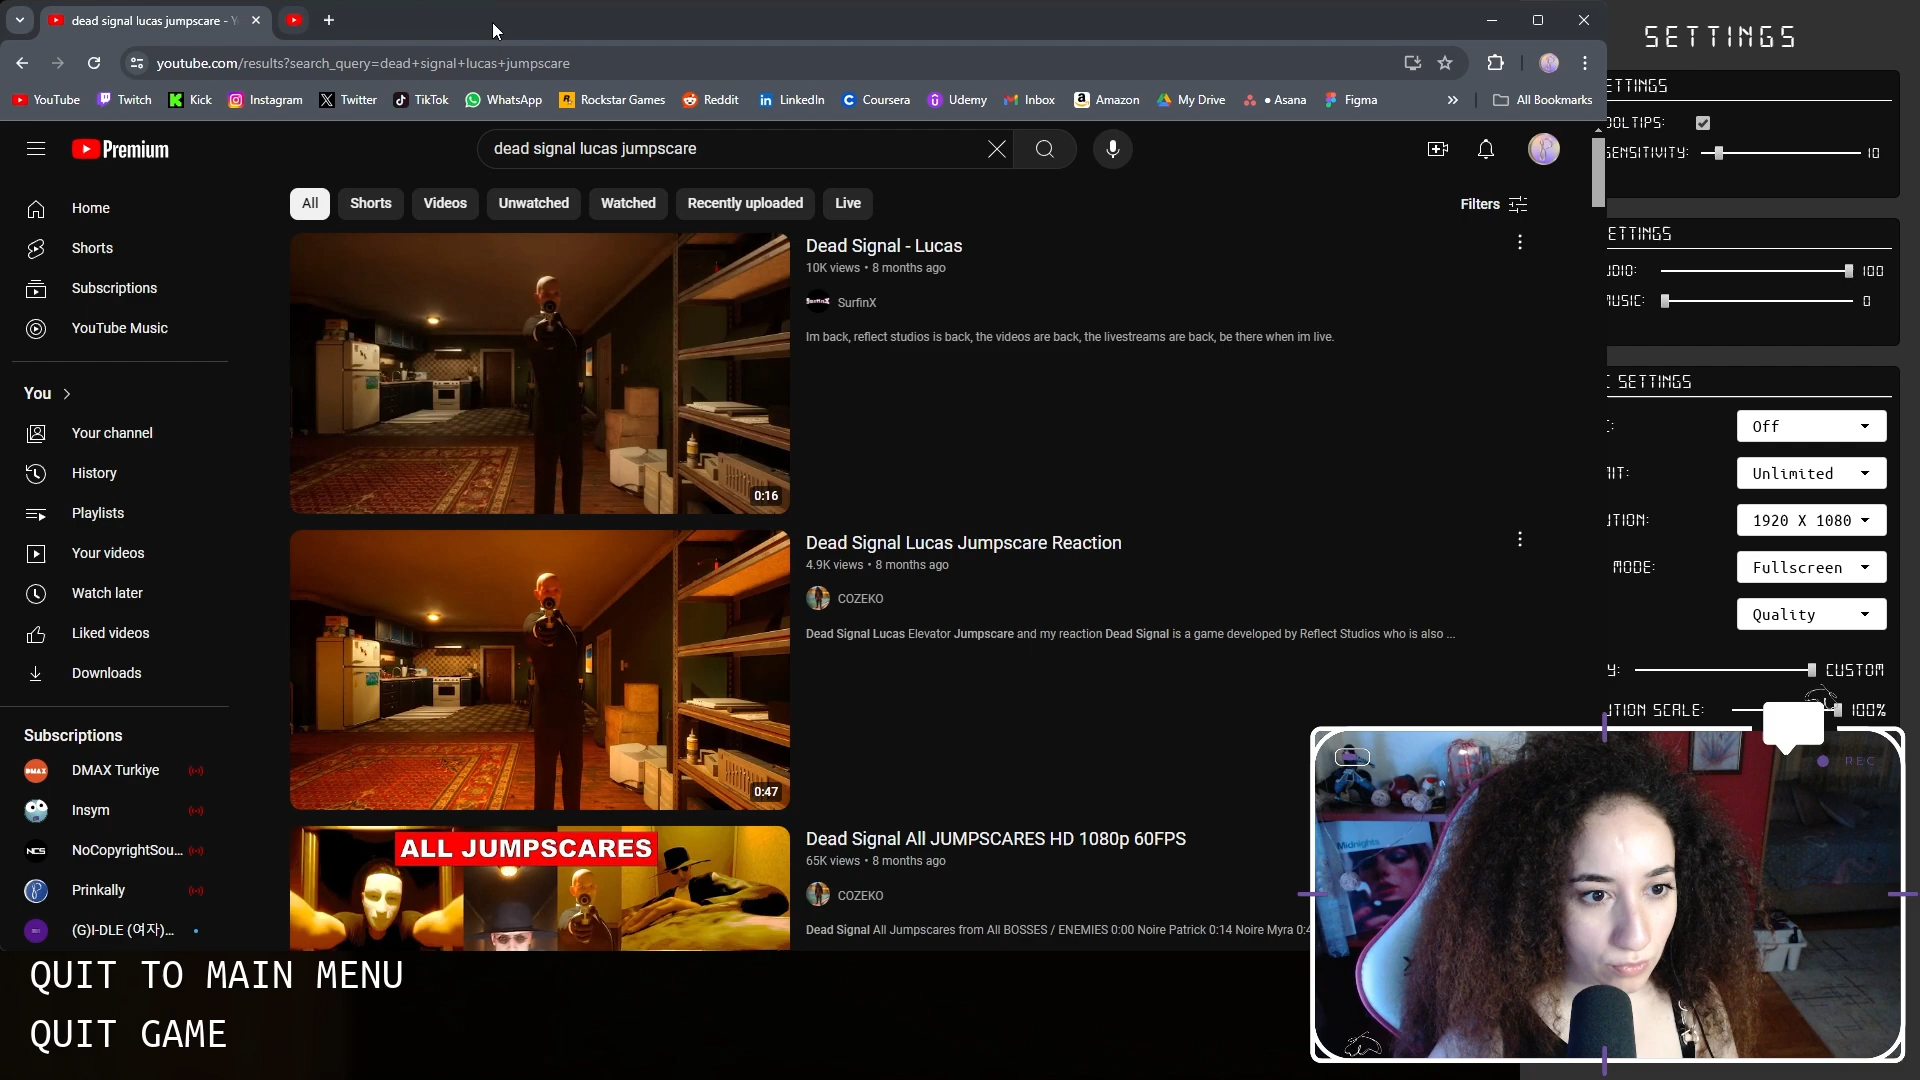 dead signal lucas jumpscare - Y
youtube.com/results?search_query=dead+signal+lucas+jumpscare
YouTube
Twitch
Kick
Instagram
Twitter
TikTok
WhatsApp
Rockstar Games
Reddit
LinkedIn
Coursera
Udemy
Inbox
Amazon
My Drive
• Asana
Figma
»
All Bookmarks
Premium
dead signal lucas jumpscare
Home
Shorts
Subscriptions
YouTube Music
You
Your channel
History
Playlists
Your videos
Watch later
Liked videos
Downloads
Subscriptions
DMAX Turkiye
Insym
NoCopyrightSou...
Prinkally
(G)I-DLE (여자)...
All
Shorts
Videos
Unwatched
Watched
Recently uploaded
Live
Filters
Dead Signal - Lucas
10K views • 8 months ago
SurfinX
Im back, reflect studios is back, the videos are back, the livestreams are back, be there when im live.
0:16
Dead Signal Lucas Jumpscare Reaction
4.9K views • 8 months ago
COZEKO
Dead Signal Lucas Elevator Jumpscare and my reaction Dead Signal is a game developed by Reflect Studios who is also ...
0:47
ALL JUMPSCARES
Dead Signal All JUMPSCARES HD 1080p 60FPS
65K views • 8 months ago
COZEKO
Dead Signal All Jumpscares from All BOSSES / ENEMIES 0:00 Noire Patrick 0:14 Noire Myra 0:4
SETTINGS
ETTINGS
OOLTIPS:
SENSITIVITY:
10
ETTINGS
UDIO:
100
MUSIC:
0
SETTINGS
Off
MIT:
Unlimited
UTION:
1920 X 1080
MODE:
Fullscreen
Quality
Y:
CUSTOM
UTION SCALE:
100%
REC
Midnights
QUIT TO MAIN MENU
QUIT GAME